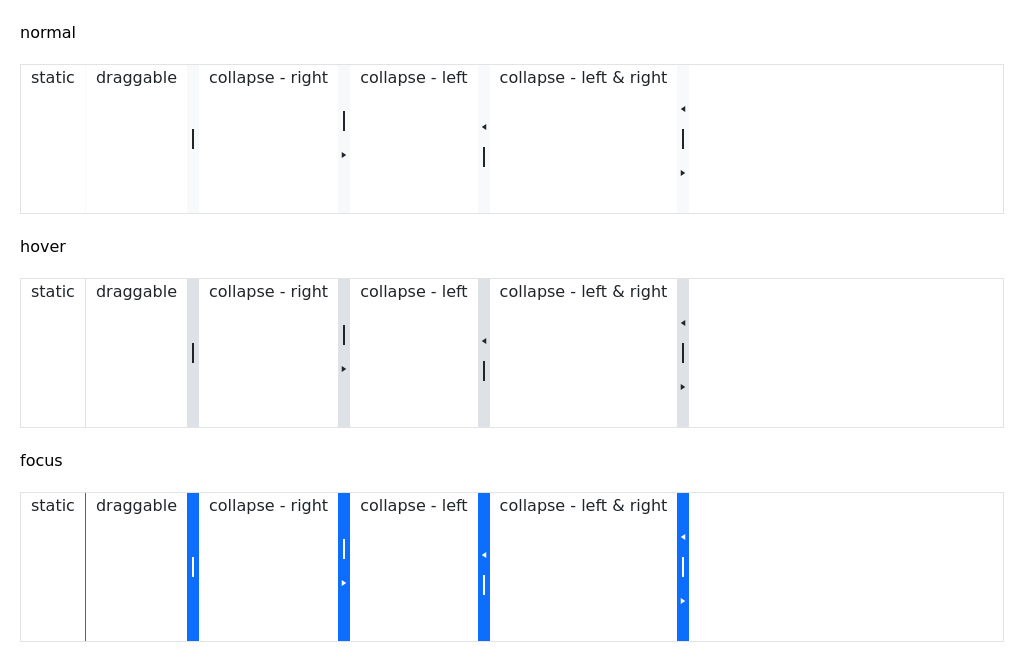 normal
static draggable collapse - right collapse - left collapse - left & right
hover
static draggable collapse - right collapse - left collapse - left & right
focus
static draggable collapse - right collapse - left collapse - left & right